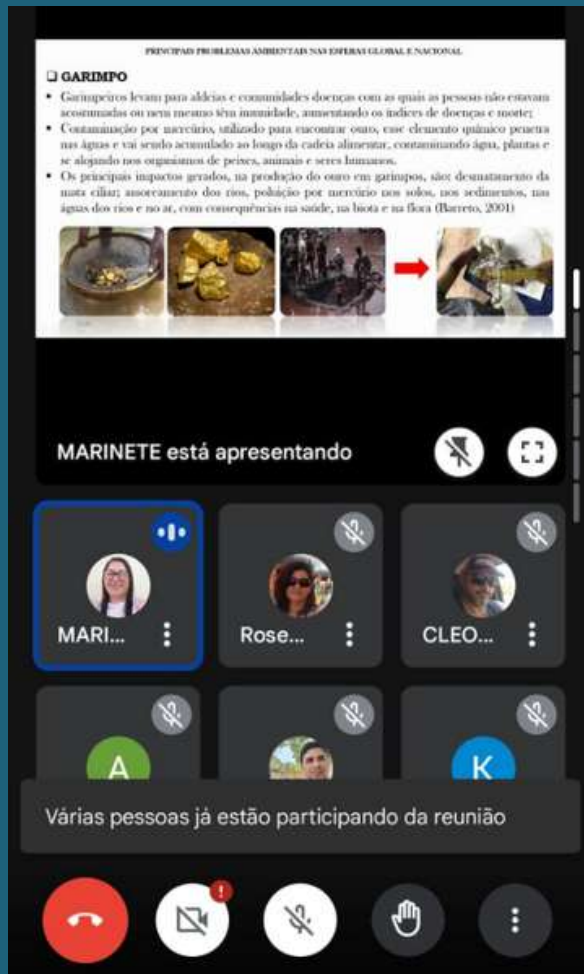 PRINCIPAIS PROBLEMAS AMBIENTAIS NAS ESFERAS GLOBAL E NACIONAL
❑ GARIMPO
• Garimpeiros levam para aldeias e comunidades doenças com as quais as pessoas não estavam
acostumadas ou nem mesmo têm imunidade, aumentando os índices de doenças e morte;
• Contaminação por mercúrio, utilizado para encontrar ouro, esse elemento químico penetra
nas águas e vai sendo acumulado ao longo da cadeia alimentar, contaminando água, plantas e
se alojando nos organismos de peixes, animais e seres humanos.
• Os principais impactos gerados, na produção do ouro em garimpos, são: desmatamento da
mata ciliar; assoreamento dos rios, poluição por mercúrio nos solos, nos sedimentos, nas
águas dos rios e no ar, com consequências na saúde, na biota e na flora (Barreto, 2001)
MARINETE está apresentando
MARI...
Rose...
CLEO...
A
K
Várias pessoas já estão participando da reunião
!